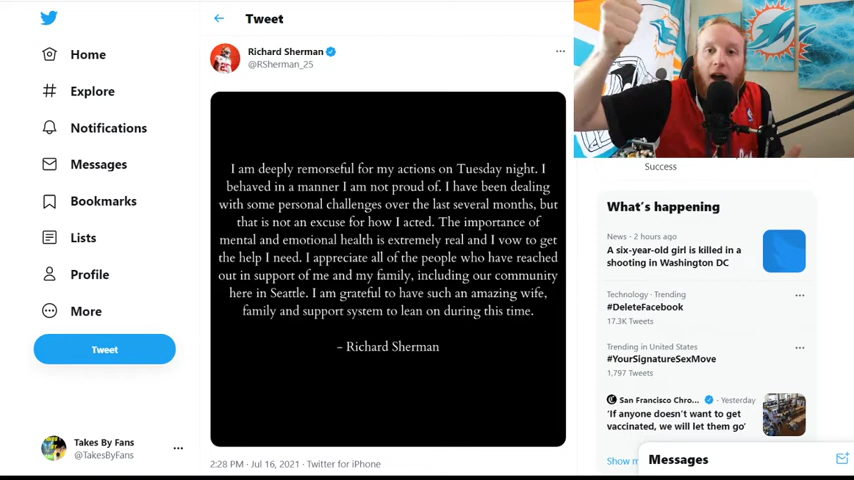 Home
Explore
Notifications
Messages
Bookmarks
Lists
Profile
More
Tweet
Takes By Fans
@TakesByFans
Tweet
Richard Sherman
@RSherman_25
I am deeply remorseful for my actions on Tuesday night. I
behaved in a manner I am not proud of. I have been dealing
with some personal challenges over the last several months, but
that is not an excuse for how I acted. The importance of
mental and emotional health is extremely real and I vow to get
the help I need. I appreciate all of the people who have reached
out in support of me and my family, including our community
here in Seattle. I am grateful to have such an amazing wife,
family and support system to lean on during this time.
- Richard Sherman
2:28 PM · Jul 16, 2021 · Twitter for iPhone
Success
What's happening
News · 2 hours ago
A six-year-old girl is killed in a
shooting in Washington DC
Technology · Trending
#DeleteFacebook
17.3K Tweets
Trending in United States
#YourSignatureSexMove
1,797 Tweets
San Francisco Chro... · Yesterday
‘If anyone doesn’t want to get
vaccinated, we will let them go’
Show
Messages